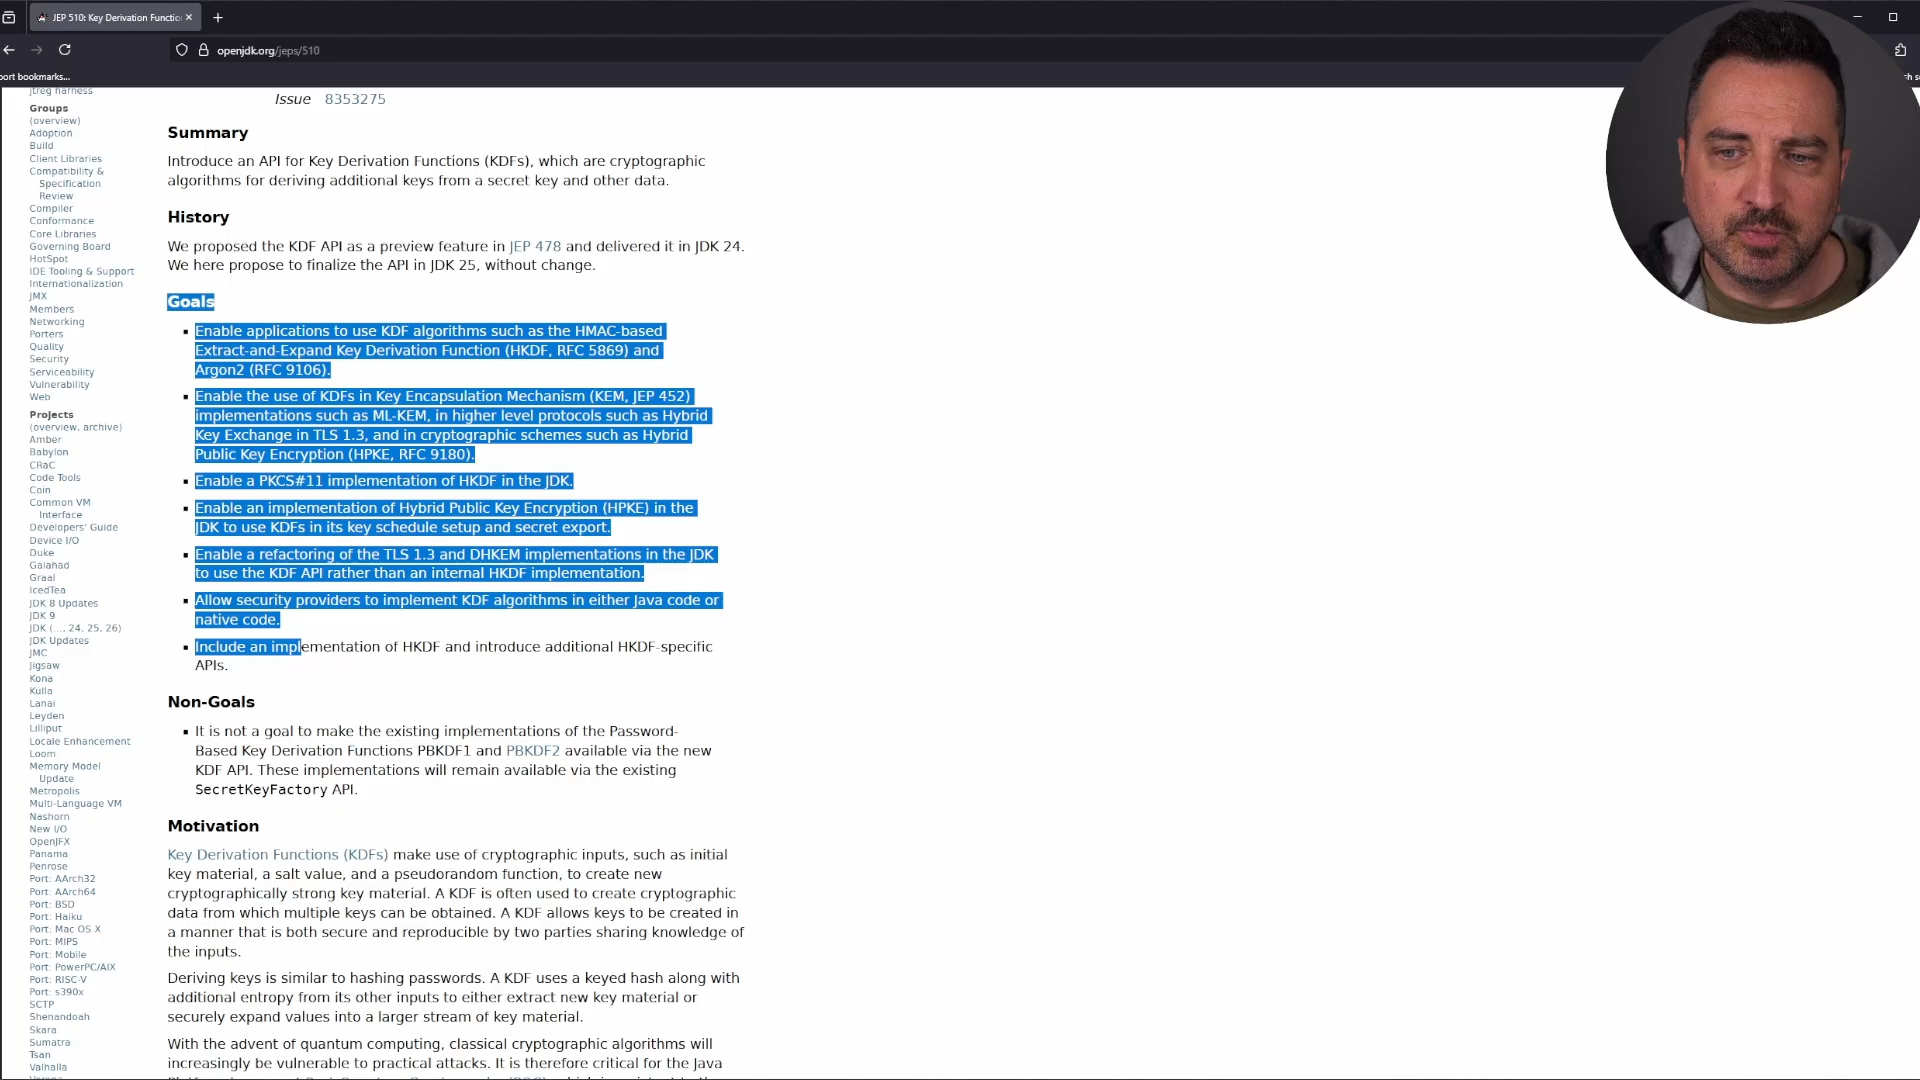 JEP 510: Key Derivation Functio
openjdk.org/jeps/510
port bookmarks...
jtreg harness
Groups
(overview)
Adoption
Build
Client Libraries
Compatibility &
Specification
Review
Compiler
Conformance
Core Libraries
Governing Board
HotSpot
IDE Tooling & Support
Internationalization
JMX
Members
Networking
Porters
Quality
Security
Serviceability
Vulnerability
Web
Projects
(overview, archive)
Amber
Babylon
CRaC
Code Tools
Coin
Common VM
Interface
Developers' Guide
Device I/O
Duke
Galahad
Graal
IcedTea
JDK 8 Updates
JDK 9
JDK (..., 24, 25, 26)
JDK Updates
JMC
Jigsaw
Kona
Kulla
Lanai
Leyden
Lilliput
Locale Enhancement
Loom
Memory Model
Update
Metropolis
Multi-Language VM
Nashorn
New I/O
OpenJFX
Panama
Penrose
Port: AArch32
Port: AArch64
Port: BSD
Port: Haiku
Port: Mac OS X
Port: MIPS
Port: Mobile
Port: PowerPC/AIX
Port: RISC-V
Port: s390x
SCTP
Shenandoah
Skara
Sumatra
Tsan
Valhalla
Issue 8353275
Summary
Introduce an API for Key Derivation Functions (KDFs), which are cryptographic
algorithms for deriving additional keys from a secret key and other data.
History
We proposed the KDF API as a preview feature in JEP 478 and delivered it in JDK 24.
We here propose to finalize the API in JDK 25, without change.
Goals
▪ Enable applications to use KDF algorithms such as the HMAC-based
Extract-and-Expand Key Derivation Function (HKDF, RFC 5869) and
Argon2 (RFC 9106).
▪ Enable the use of KDFs in Key Encapsulation Mechanism (KEM, JEP 452)
implementations such as ML-KEM, in higher level protocols such as Hybrid
Key Exchange in TLS 1.3, and in cryptographic schemes such as Hybrid
Public Key Encryption (HPKE, RFC 9180).
▪ Enable a PKCS#11 implementation of HKDF in the JDK.
▪ Enable an implementation of Hybrid Public Key Encryption (HPKE) in the
JDK to use KDFs in its key schedule setup and secret export.
▪ Enable a refactoring of the TLS 1.3 and DHKEM implementations in the JDK
to use the KDF API rather than an internal HKDF implementation.
▪ Allow security providers to implement KDF algorithms in either Java code or
native code.
▪ Include an implementation of HKDF and introduce additional HKDF-specific
APIs.
Non-Goals
▪ It is not a goal to make the existing implementations of the Password-
Based Key Derivation Functions PBKDF1 and PBKDF2 available via the new
KDF API. These implementations will remain available via the existing
SecretKeyFactory API.
Motivation
Key Derivation Functions (KDFs) make use of cryptographic inputs, such as initial
key material, a salt value, and a pseudorandom function, to create new
cryptographically strong key material. A KDF is often used to create cryptographic
data from which multiple keys can be obtained. A KDF allows keys to be created in
a manner that is both secure and reproducible by two parties sharing knowledge of
the inputs.
Deriving keys is similar to hashing passwords. A KDF uses a keyed hash along with
additional entropy from its other inputs to either extract new key material or
securely expand values into a larger stream of key material.
With the advent of quantum computing, classical cryptographic algorithms will
increasingly be vulnerable to practical attacks. It is therefore critical for the Java